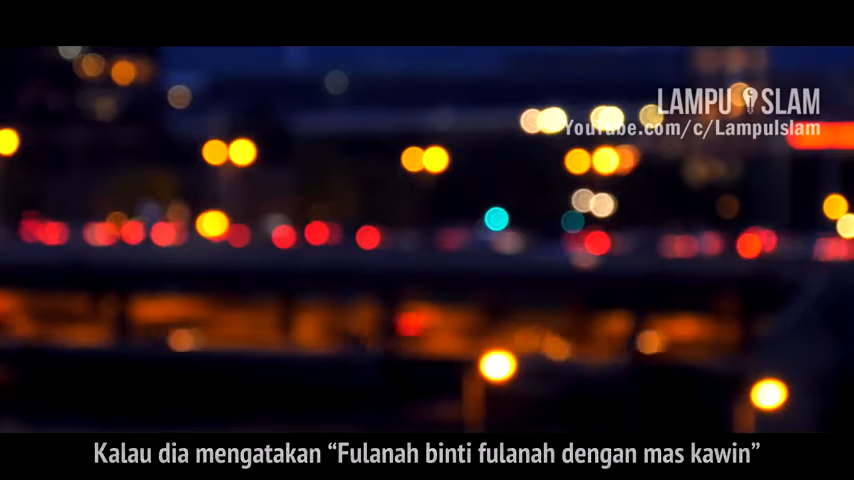 LAMPU ISLAM
YouTube.com/c/LampuIslam
Kalau dia mengatakan “Fulanah binti fulanah dengan mas kawin”